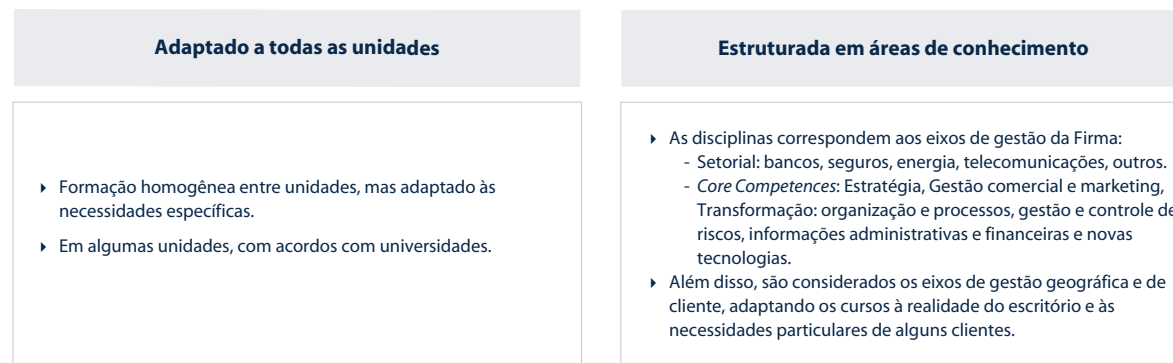 Adaptado a todas as unidades
▸ Formação homogênea entre unidades, mas adaptado às
necessidades específicas.
▸ Em algumas unidades, com acordos com universidades.
Estruturada em áreas de conhecimento
▸ As disciplinas correspondem aos eixos de gestão da Firma:
- Setorial: bancos, seguros, energia, telecomunicações, outros.
- Core Competences: Estratégia, Gestão comercial e marketing,
Transformação: organização e processos, gestão e controle de
riscos, informações administrativas e financeiras e novas
tecnologias.
▸ Além disso, são considerados os eixos de gestão geográfica e de
cliente, adaptando os cursos à realidade do escritório e às
necessidades particulares de alguns clientes.